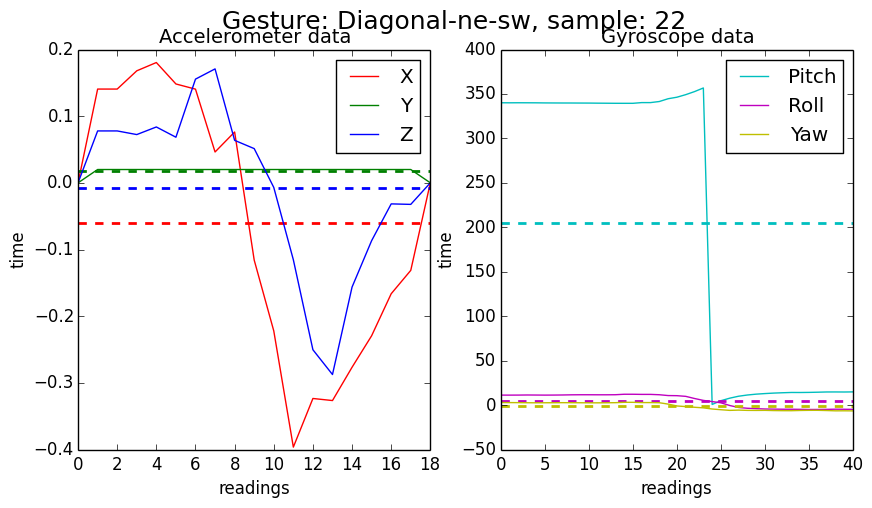 Gesture: Diagonal-ne-sw, sample: 22
Accelerometer data
Gyroscope data
0.2
0.1
0.0
−0.1
−0.2
−0.3
−0.4
time
0 2 4 6 8 10 12 14 16 18
readings
X
Y
Z
400
350
300
250
200
150
100
50
0
−50
time
0 5 10 15 20 25 30 35 40
readings
Pitch
Roll
Yaw